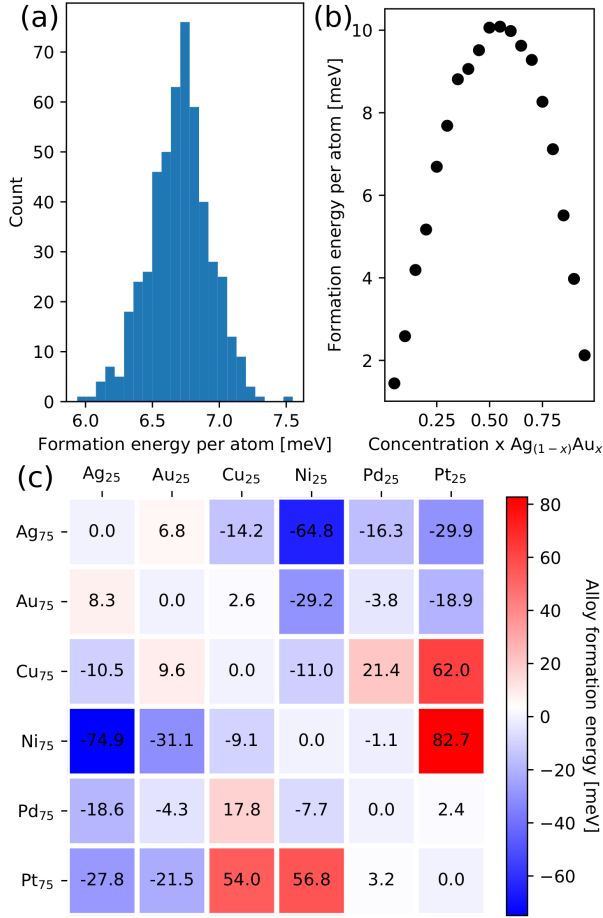 (a)
Count
70
60
50
40
30
20
10
0
6.0 6.5 7.0 7.5
Formation energy per atom [meV]
(b)
Formation energy per atom [meV]
10
8
6
4
2
0.25 0.50 0.75
Concentration x Ag(1−x)Aux
(c)
Ag25 Au25 Cu25 Ni25 Pd25 Pt25
Ag75 0.0 6.8 -14.2 -64.8 -16.3 -29.9
Au75 8.3 0.0 2.6 -29.2 -3.8 -18.9
Cu75 -10.5 9.6 0.0 -11.0 21.4 62.0
Ni75 -74.9 -31.1 -9.1 0.0 -1.1 82.7
Pd75 -18.6 -4.3 17.8 -7.7 0.0 2.4
Pt75 -27.8 -21.5 54.0 56.8 3.2 0.0
80
60
40
20
0
−20
−40
−60
Alloy formation energy [meV]